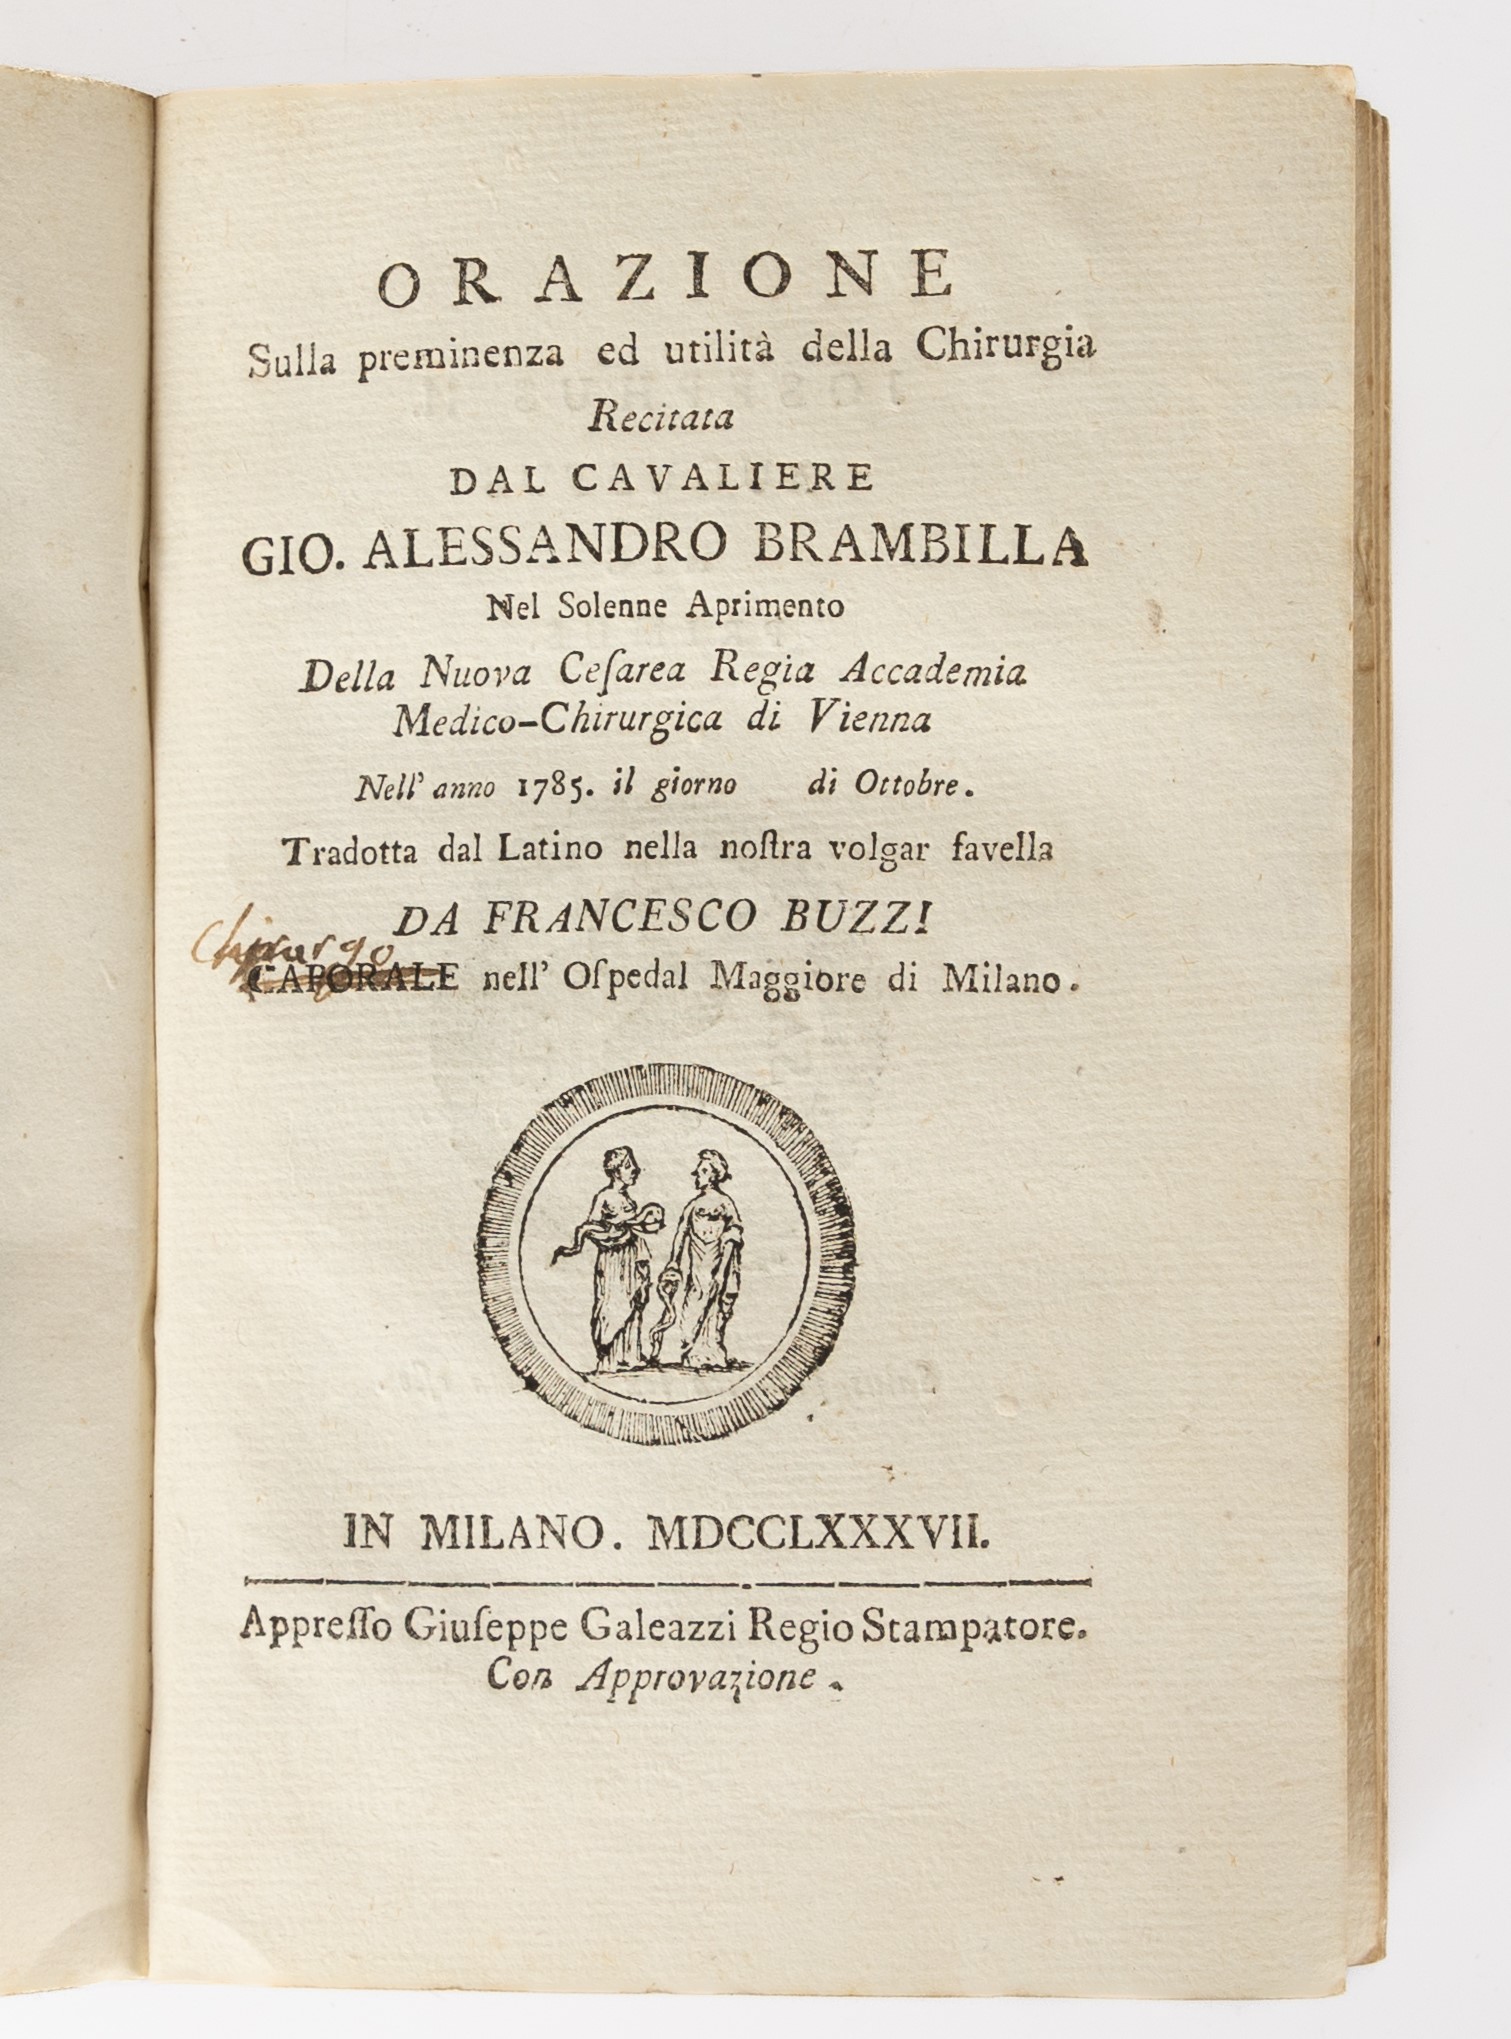 ORAZIONE
Sulla preminenza ed utilità della Chirurgia
Recitata
DAL CAVALIERE
GIO. ALESSANDRO BRAMBILLA
Nel Solenne Aprimento
Della Nuova Ceſarea Regia Accademia
Medico-Chirurgica di Vienna
Nell' anno 1785. il giorno di Ottobre.
Tradotta dal Latino nella noſtra volgar favella
DA FRANCESCO BUZZI
Chirurgo
CAPORALE nell' Oſpedal Maggiore di Milano.
IN MILANO. MDCCLXXXVII.
Appreſſo Giuſeppe Galeazzi Regio Stampatore.
Con Approvazione.